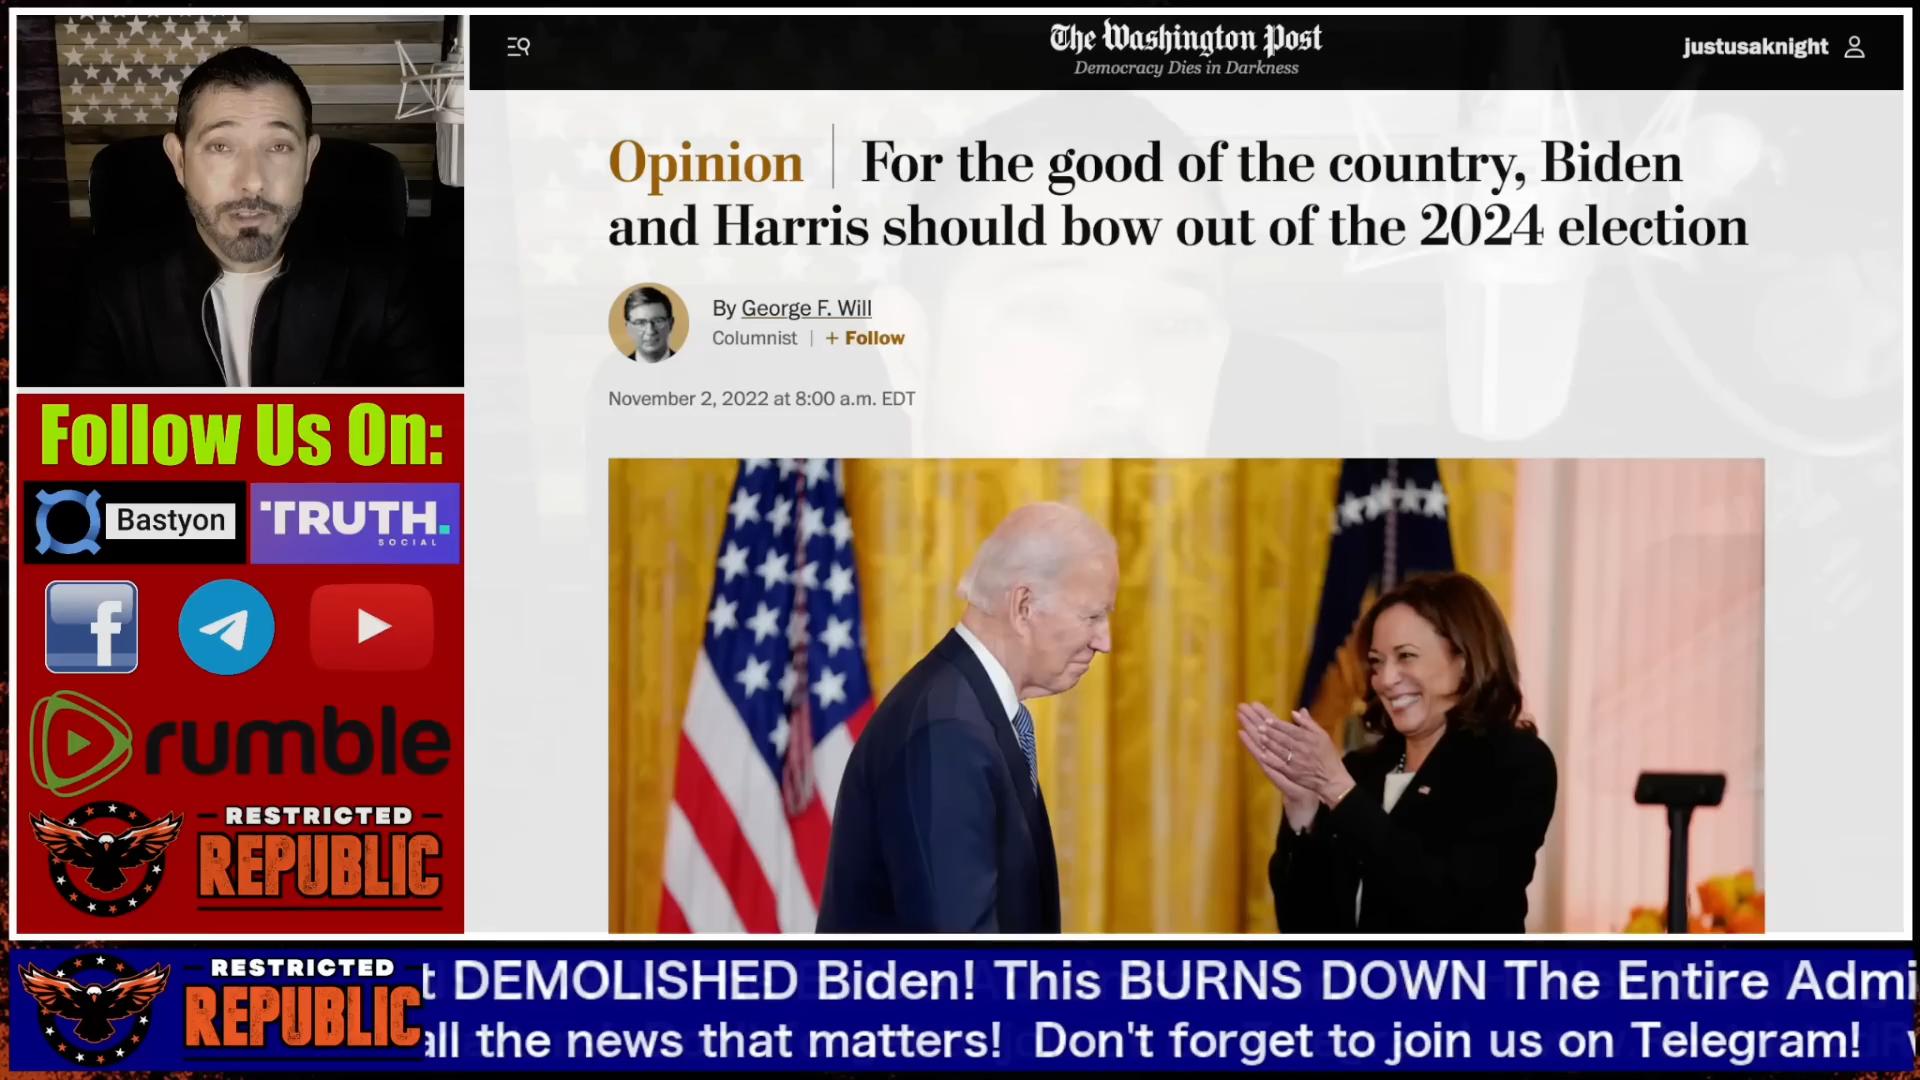 The Washington Post
Democracy Dies in Darkness
justusaknight
Opinion | For the good of the country, Biden
and Harris should bow out of the 2024 election
By George F. Will
Columnist | + Follow
November 2, 2022 at 8:00 a.m. EDT
Follow Us On:
Bastyon
TRUTH.
SOCIAL
f
rumble
RESTRICTED
REPUBLIC
RESTRICTED
REPUBLIC
t DEMOLISHED Biden! This BURNS DOWN The Entire Admi
all the news that matters! Don't forget to join us on Telegram!